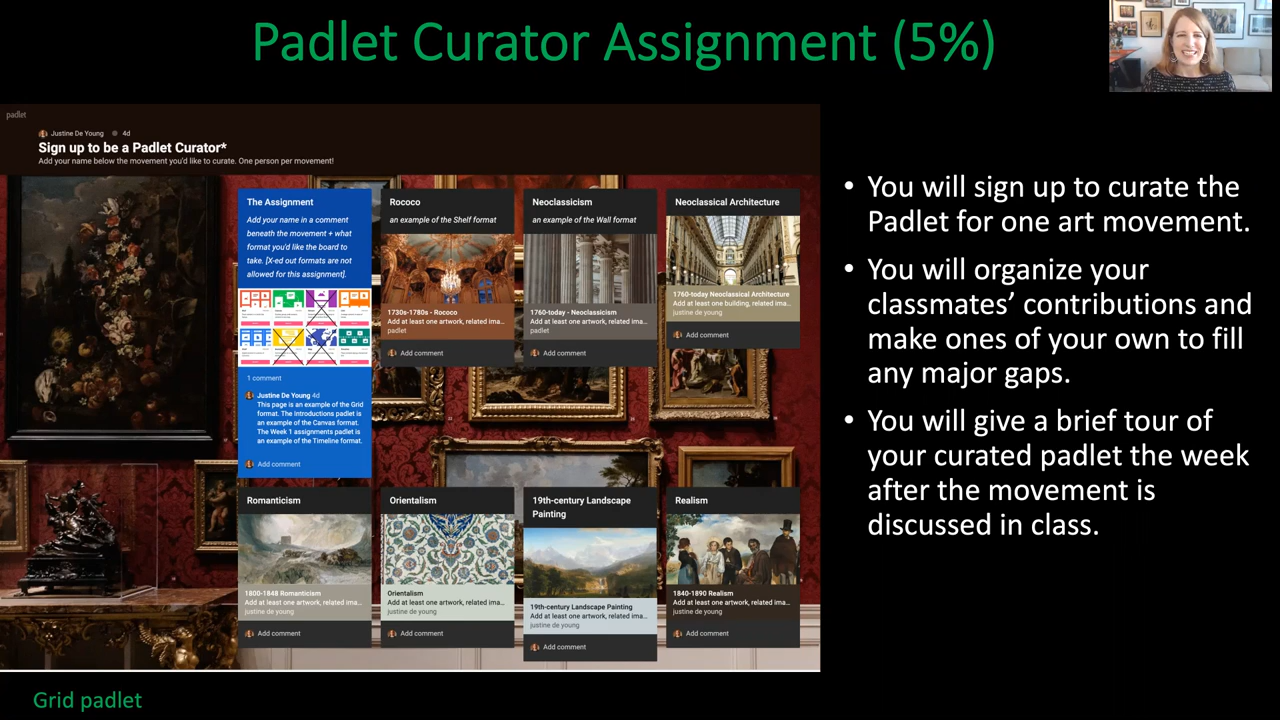 Padlet Curator Assignment (5%)
padlet
Justine De Young 4d
Sign up to be a Padlet Curator*
Add your name below the movement you'd like to curate. One person per movement!
The Assignment
Add your name in a comment
beneath the movement + what
format you'd like the board to
take. [X-ed out formats are not
allowed for this assignment].
1 comment
Justine De Young 4d
This page is an example of the Grid
format. The Introductions padlet is
an example of the Canvas format.
The Week 1 assignments padlet is
an example of the Timeline format.
Add comment
Rococo
an example of the Shelf format
1730s-1780s - Rococo
Add at least one artwork, related ima...
padlet
Add comment
Neoclassicism
an example of the Wall format
1760-today - Neoclassicism
Add at least one artwork, related ima...
padlet
Add comment
Neoclassical Architecture
1760-today Neoclassical Architecture
Add at least one building, related ima...
justine de young
Add comment
Romanticism
1800-1848 Romanticism
Add at least one artwork, related ima...
justine de young
Add comment
Orientalism
Orientalism
Add at least one artwork, related ima...
justine de young
Add comment
19th-century Landscape
Painting
19th-century Landscape Painting
Add at least one artwork, related ima...
justine de young
Add comment
Realism
1840-1890 Realism
Add at least one artwork, related ima...
justine de young
Add comment
• You will sign up to curate the
Padlet for one art movement.
• You will organize your
classmates’ contributions and
make ones of your own to fill
any major gaps.
• You will give a brief tour of
your curated padlet the week
after the movement is
discussed in class.
Grid padlet